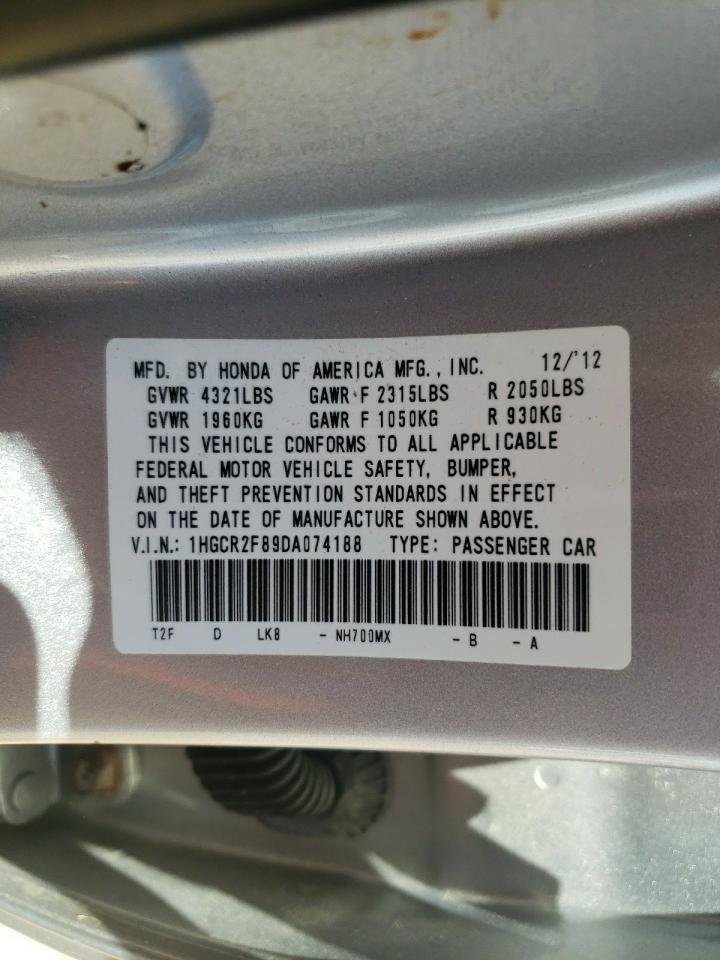 MFD. BY HONDA OF AMERICA MFG., INC. 12/'12
GVWR 4321LBS GAWR F 2315LBS R 2050LBS
GVWR 1960KG GAWR F 1050KG R 930KG
THIS VEHICLE CONFORMS TO ALL APPLICABLE
FEDERAL MOTOR VEHICLE SAFETY, BUMPER,
AND THEFT PREVENTION STANDARDS IN EFFECT
ON THE DATE OF MANUFACTURE SHOWN ABOVE.
V.I.N.: 1HGCR2F89DA074188 TYPE: PASSENGER CAR
T2F D LK8 - NH700MX - B - A